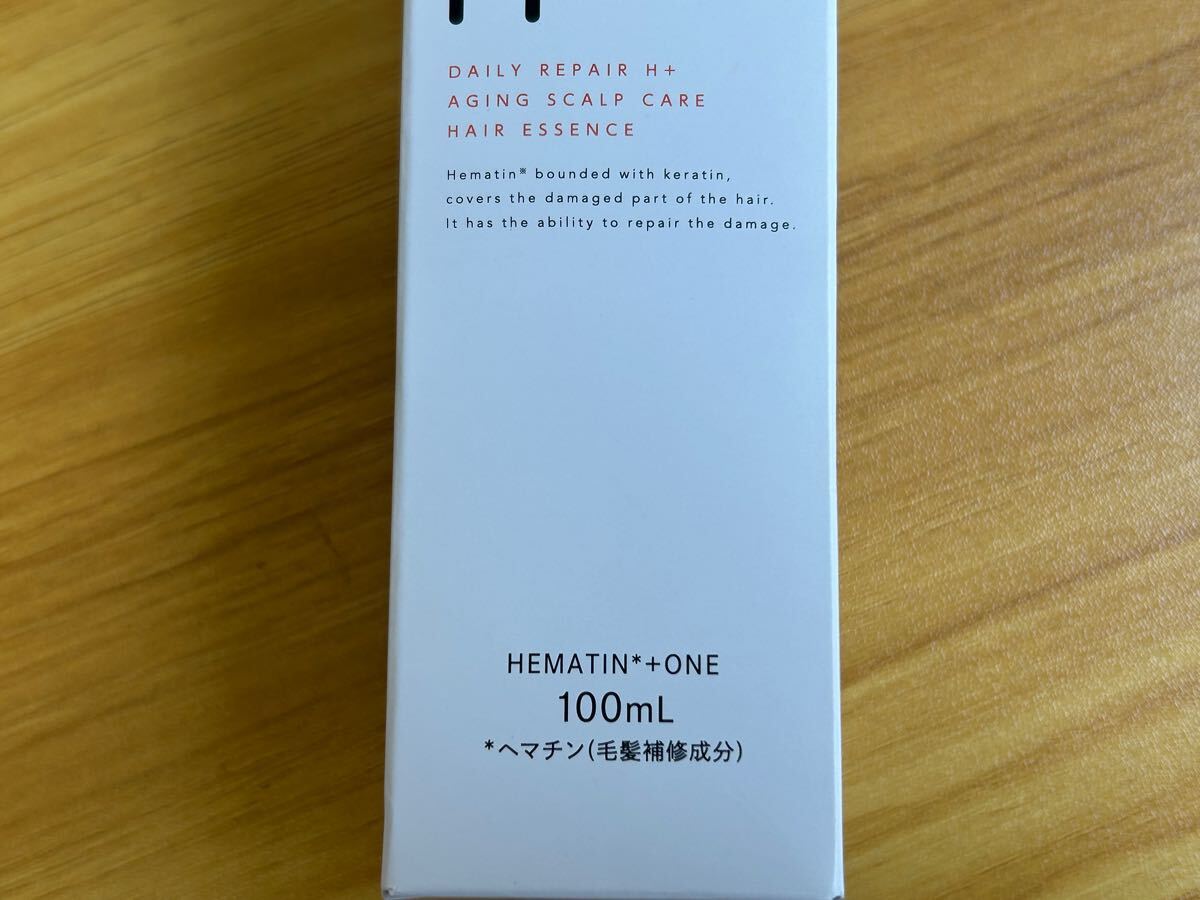 DAILY REPAIR H+
AGING SCALP CARE
HAIR ESSENCE
Hematin※ bounded with keratin,
covers the damaged part of the hair.
It has the ability to repair the damage.
HEMATIN*+ONE
100mL
*ヘマチン(毛髪補修成分)